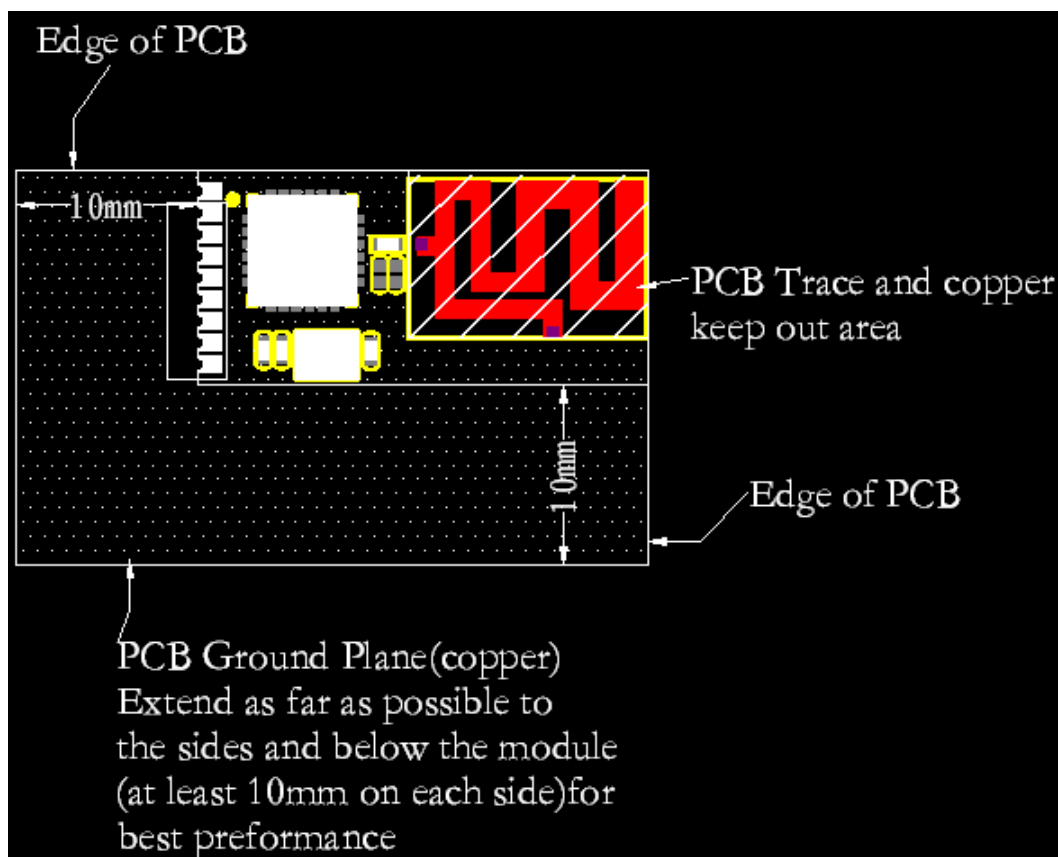 Edge of PCB
10mm
PCB Trace and copper
keep out area
10mm
Edge of PCB
PCB Ground Plane(copper)
Extend as far as possible to
the sides and below the module
(at least 10mm on each side)for
best preformance